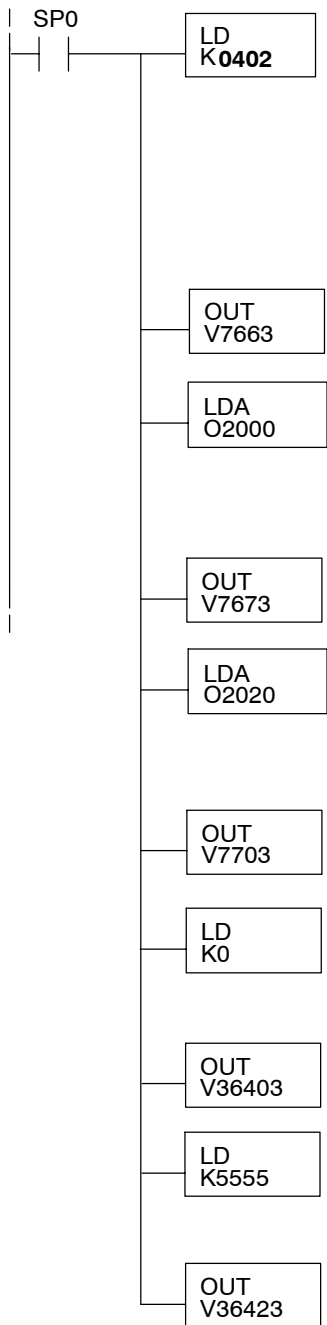 SP0
LD
K0402
OUT
V7663
LDA
O2000
OUT
V7673
LDA
O2020
OUT
V7703
LD
K0
OUT
V36403
LD
K5555
OUT
V36423